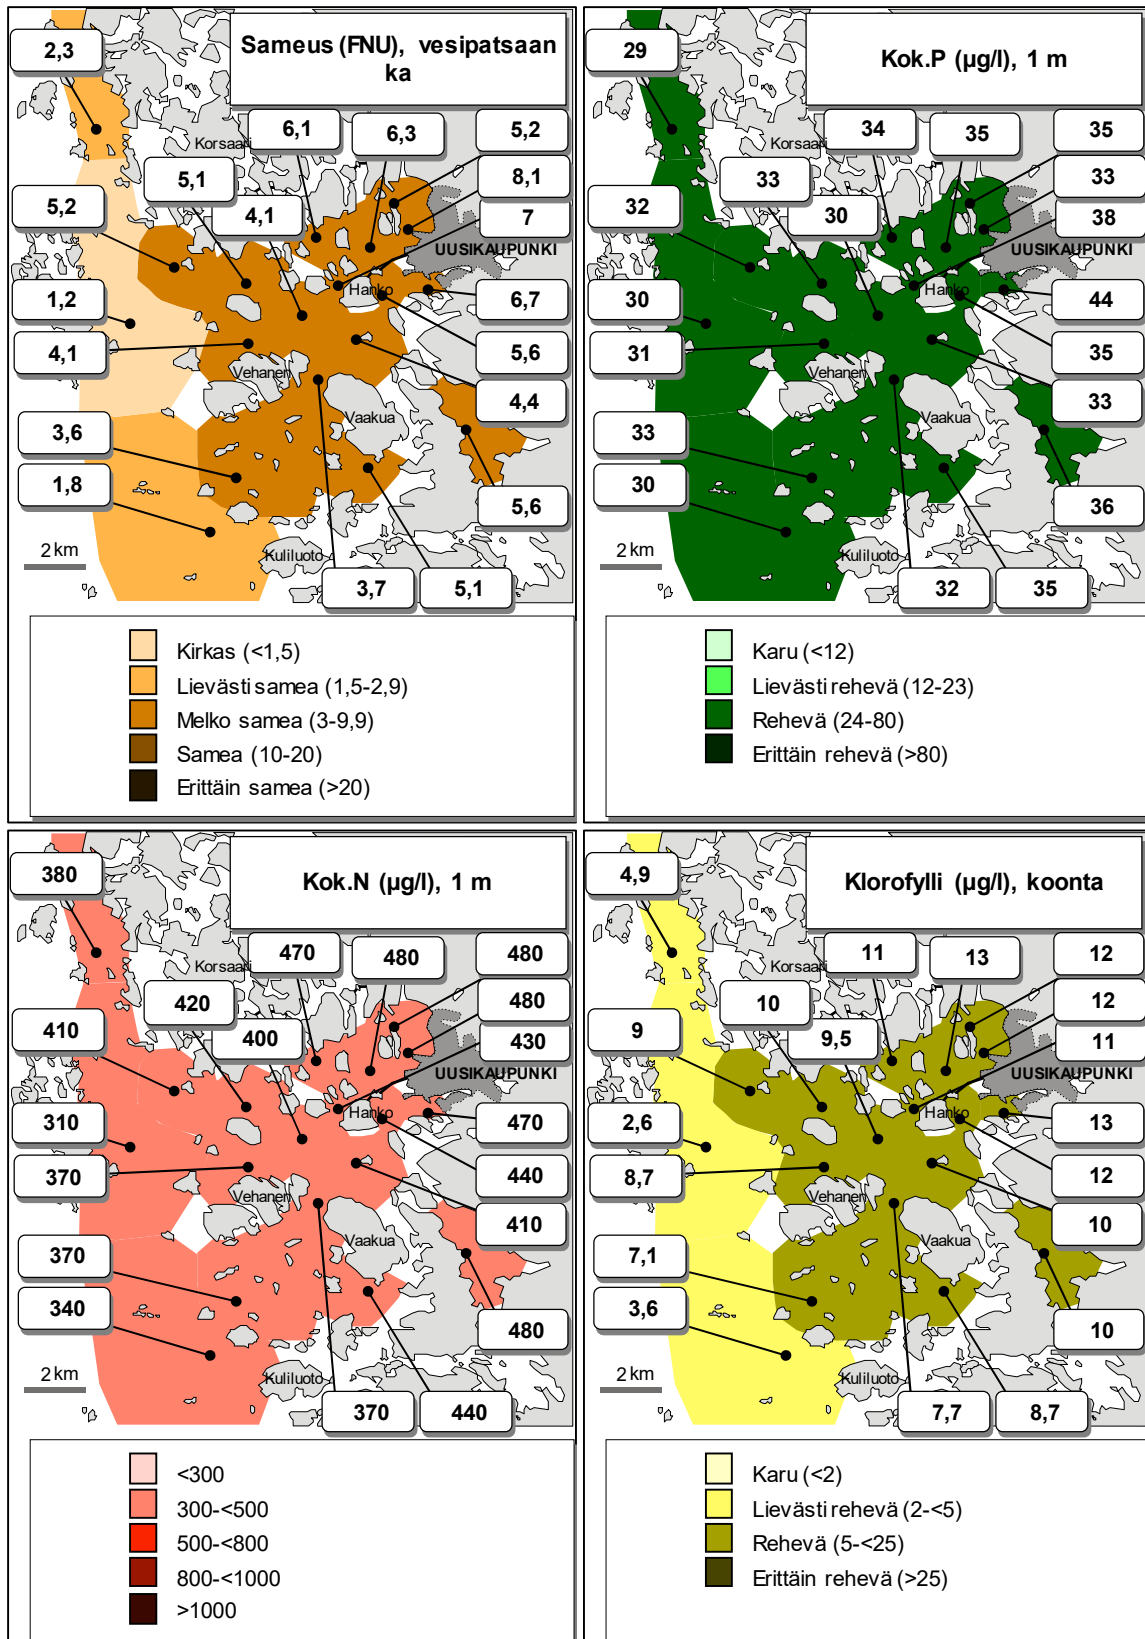 Sameus (FNU), vesipatsaan
ka
2,3
6,1
6,3
5,2
Korsaari
5,1
8,1
4,1
7
5,2
UUSIKAUPUNKI
Hanko
1,2
6,7
4,1
5,6
Vehanen
4,4
Vaakua
3,6
1,8
5,6
2 km
Kuliluoto
3,7
5,1
Kirkas (<1,5)
Lievästi samea (1,5-2,9)
Melko samea (3-9,9)
Samea (10-20)
Erittäin samea (>20)
Kok.P (µg/l), 1 m
29
34
35
35
Korsaari
33
33
30
38
32
UUSIKAUPUNKI
Hanko
30
44
31
35
Vehanen
33
Vaakua
33
30
36
2 km
Kuliluoto
32
35
Karu (<12)
Lievästi rehevä (12-23)
Rehevä (24-80)
Erittäin rehevä (>80)
Kok.N (µg/l), 1 m
380
470
480
480
Korsaari
420
480
400
430
410
UUSIKAUPUNKI
Hanko
310
470
370
440
Vehanen
410
Vaakua
370
340
480
2 km
Kuliluoto
370
440
<300
300-<500
500-<800
800-<1000
>1000
Klorofylli (µg/l), koonta
4,9
11
13
12
Korsaari
10
12
9,5
11
9
UUSIKAUPUNKI
Hanko
2,6
13
8,7
12
Vehanen
10
Vaakua
7,1
3,6
10
2 km
Kuliluoto
7,7
8,7
Karu (<2)
Lievästi rehevä (2-<5)
Rehevä (5-<25)
Erittäin rehevä (>25)